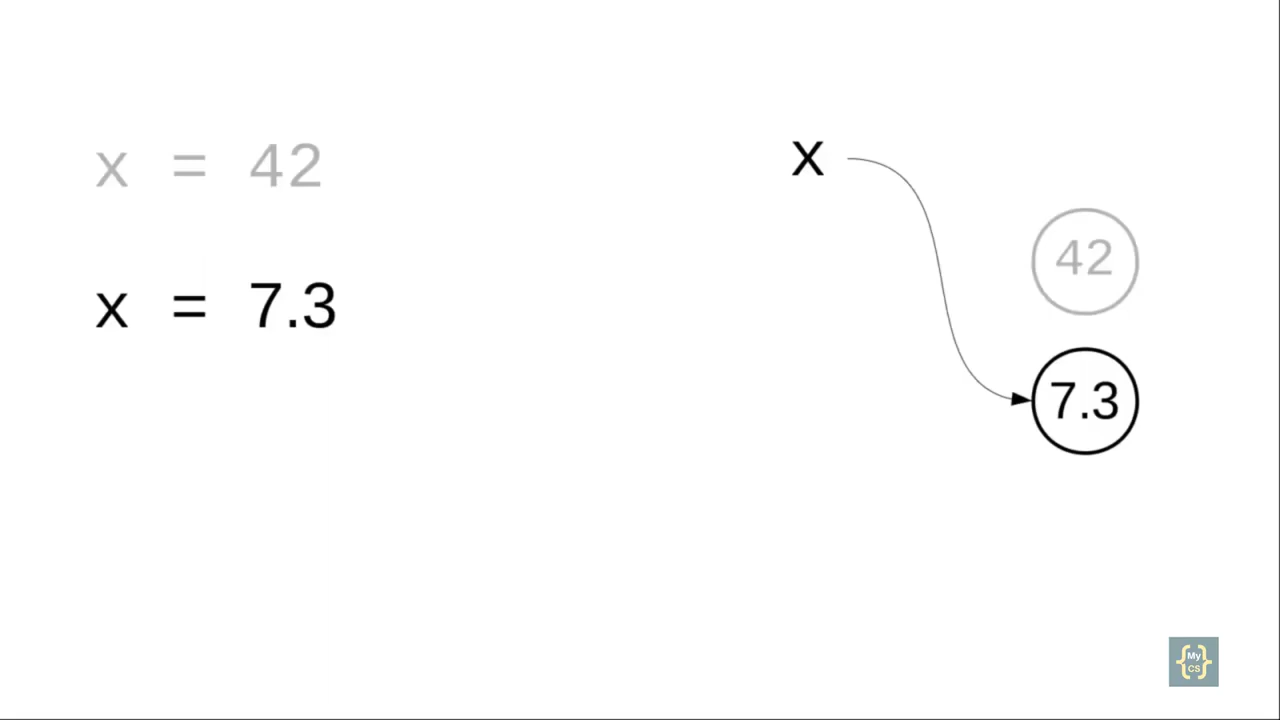 x = 42
x
42
x = 7.3
7.3
My
CS